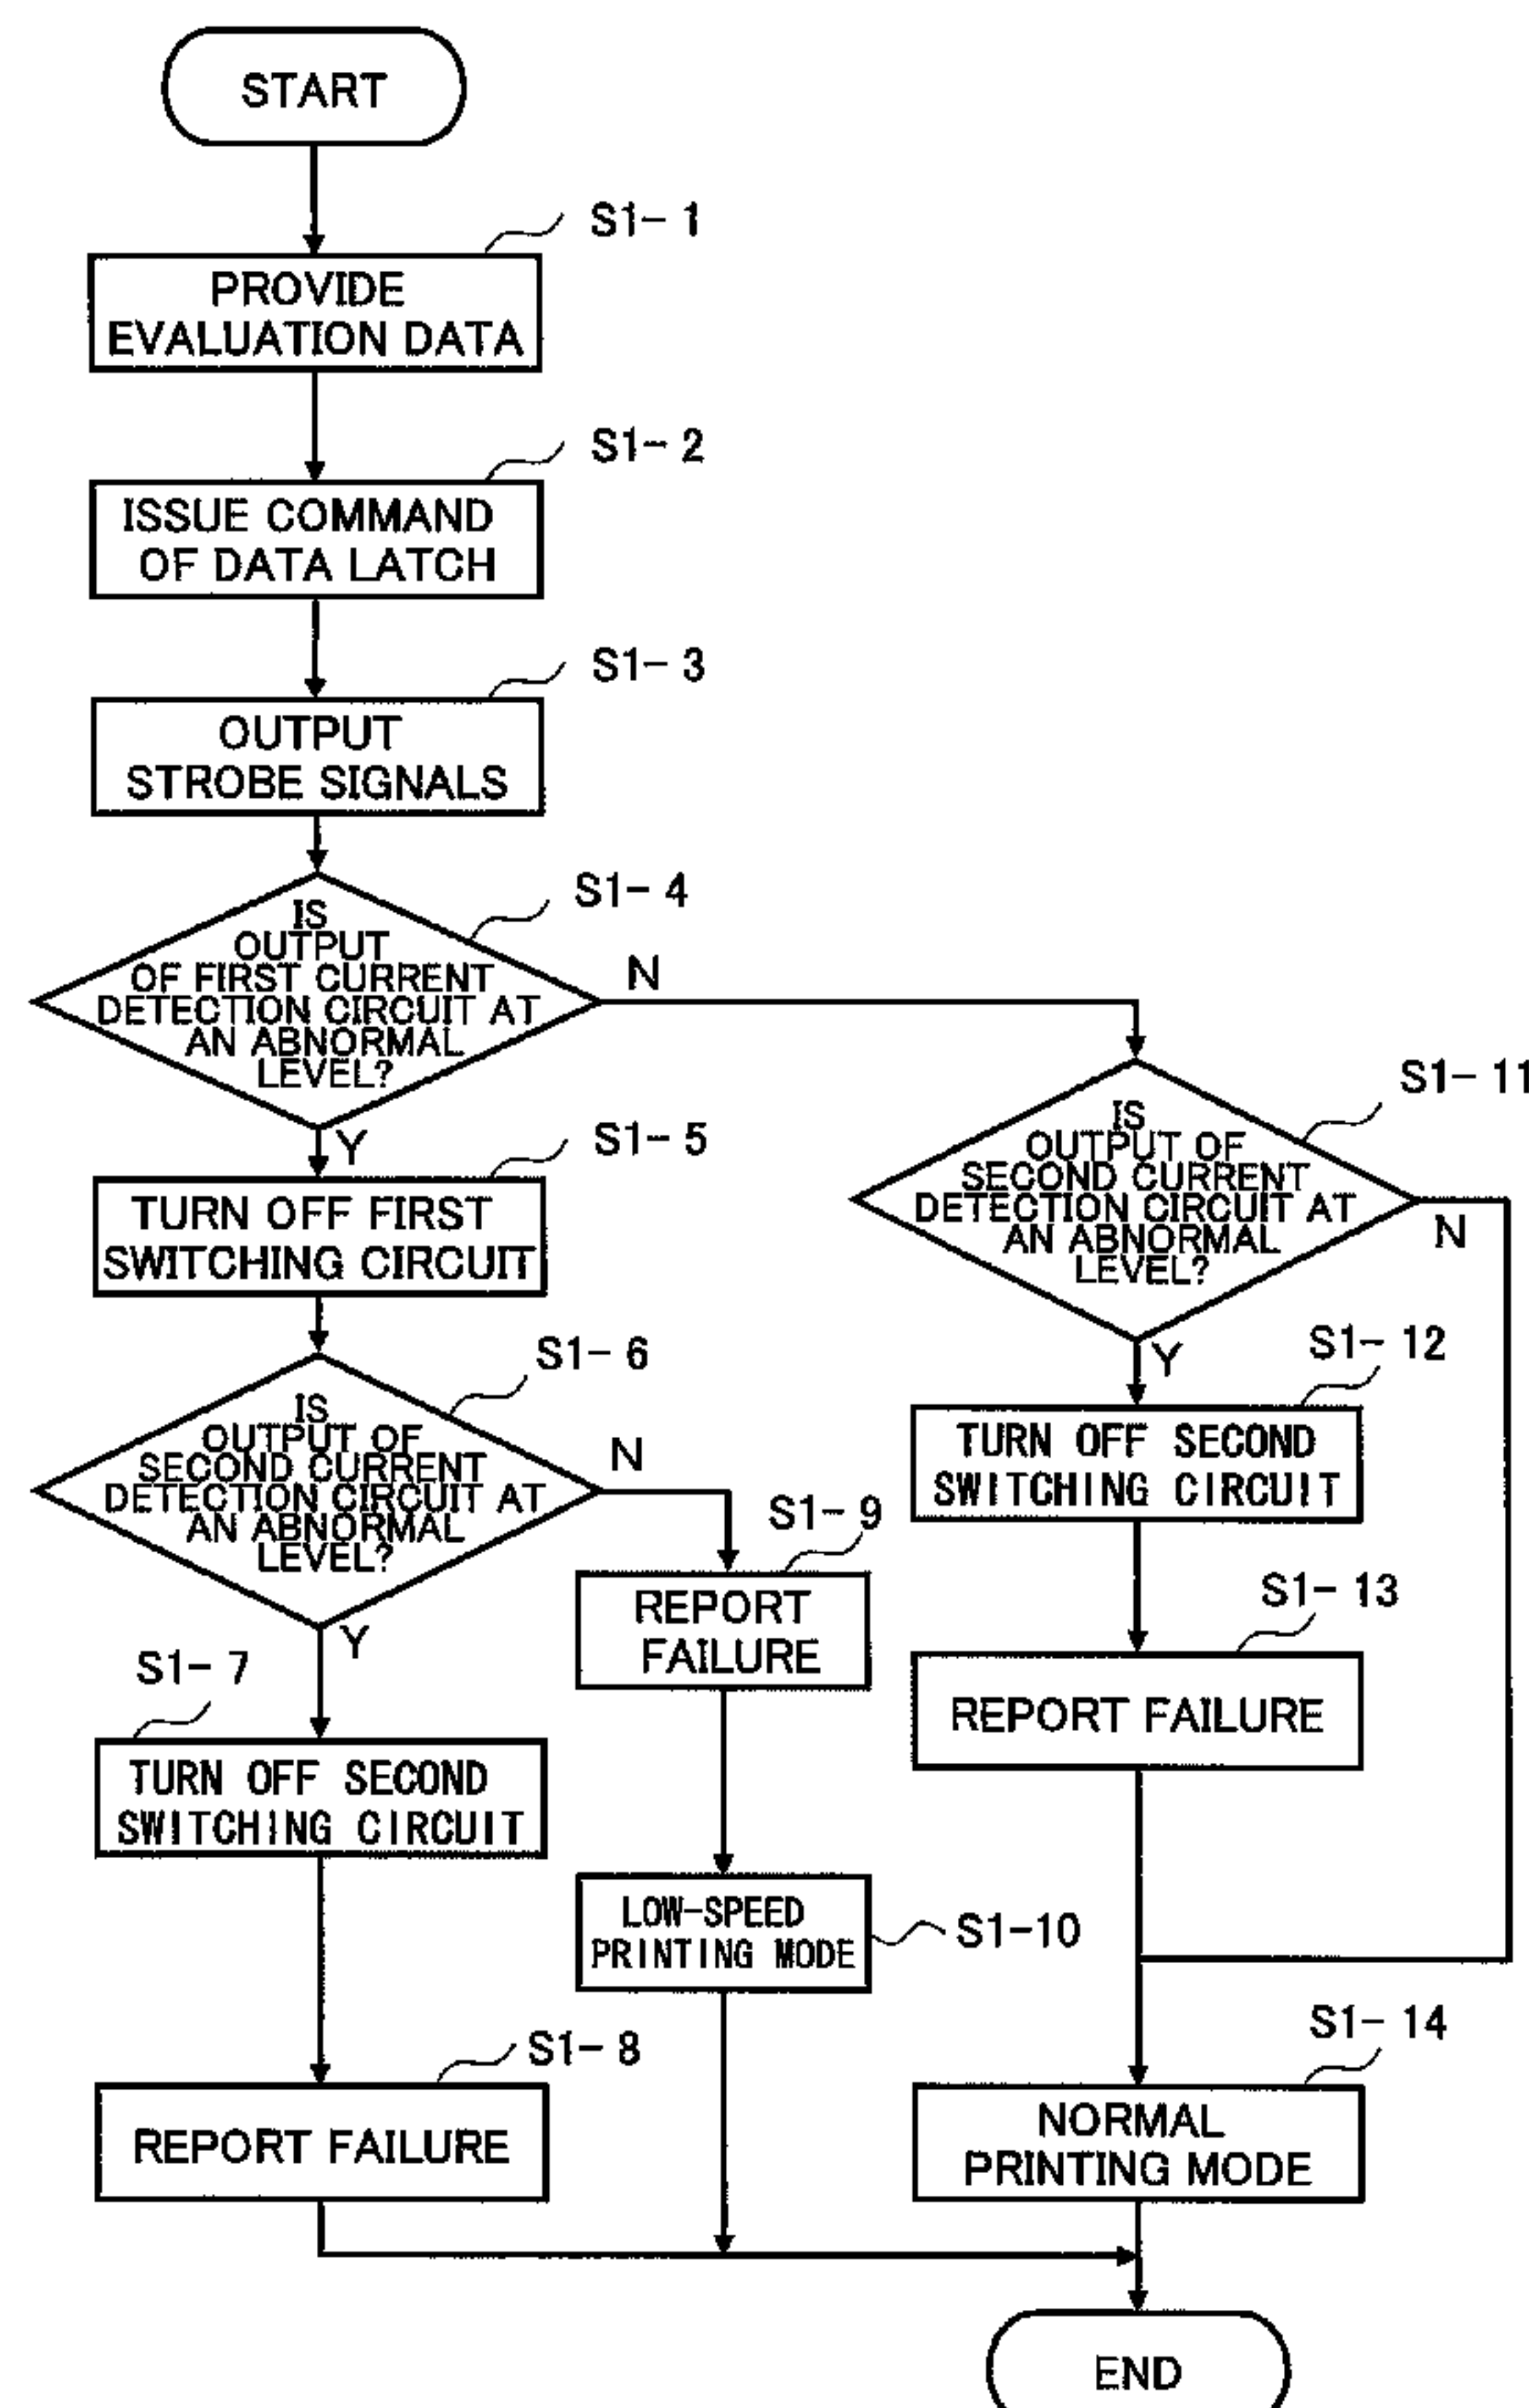 START
S1-1
PROVIDE
EVALUATION DATA
S1-2
ISSUE COMMAND
OF DATA LATCH
S1-3
OUTPUT
STROBE SIGNALS
S1-4
IS
OUTPUT
OF FIRST CURRENT
DETECTION CIRCUIT AT
AN ABNORMAL
LEVEL?
N
Y
S1-5
TURN OFF FIRST
SWITCHING CIRCUIT
S1-6
IS
OUTPUT OF
SECOND CURRENT
DETECTION CIRCUIT AT
AN ABNORMAL
LEVEL?
N
Y
S1-7
TURN OFF SECOND
SWITCHING CIRCUIT
S1-8
REPORT FAILURE
S1-9
REPORT
FAILURE
LOW-SPEED
PRINTING MODE
S1-10
S1-11
IS
OUTPUT OF
SECOND CURRENT
DETECTION CIRCUIT AT
AN ABNORMAL
LEVEL?
N
Y
S1-12
TURN OFF SECOND
SWITCHING CIRCUIT
S1-13
REPORT FAILURE
S1-14
NORMAL
PRINTING MODE
END